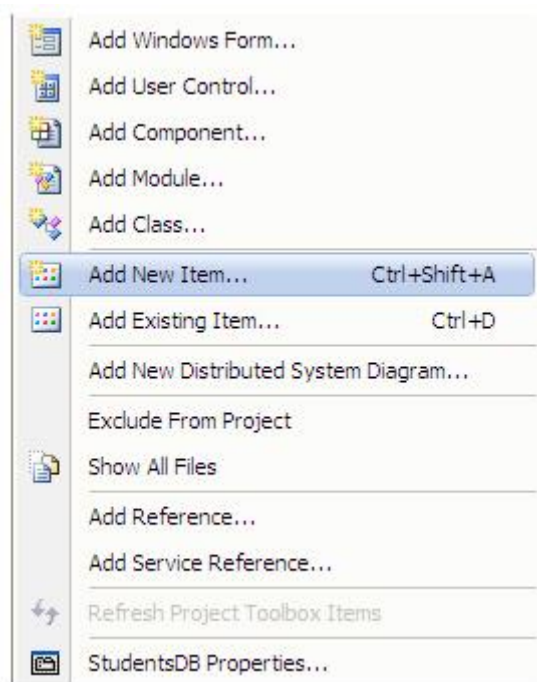 Add Windows Form...
Add User Control...
Add Component...
Add Module...
Add Class...
Add New Item... Ctrl+Shift+A
Add Existing Item... Ctrl+D
Add New Distributed System Diagram...
Exclude From Project
Show All Files
Add Reference...
Add Service Reference...
Refresh Project Toolbox Items
StudentsDB Properties...